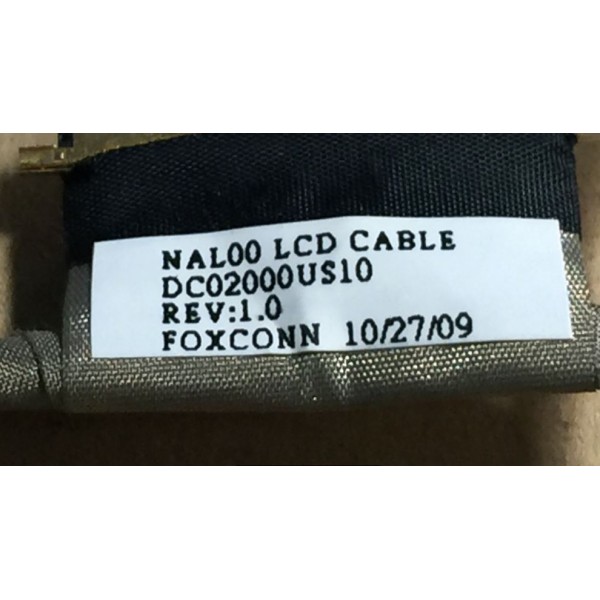 NAL00 LCD CABLE
DC02000US10
REV:1.0
FOXCONN 10/27/09